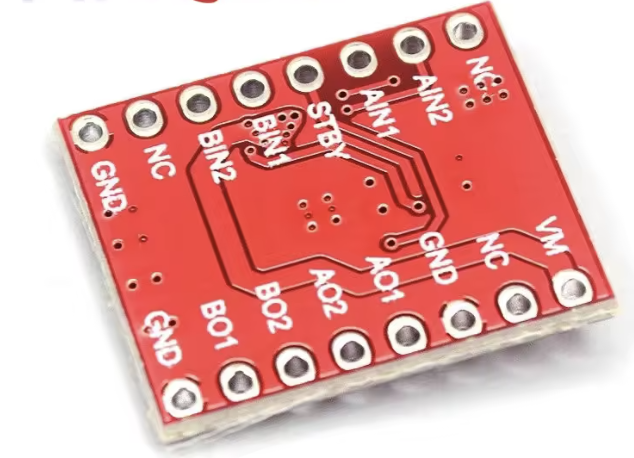 GND
NC
BIN2
BIN1
STBY
AIN1
AIN2
NC
GND
BO1
BO2
AO2
AO1
GND
NC
VM